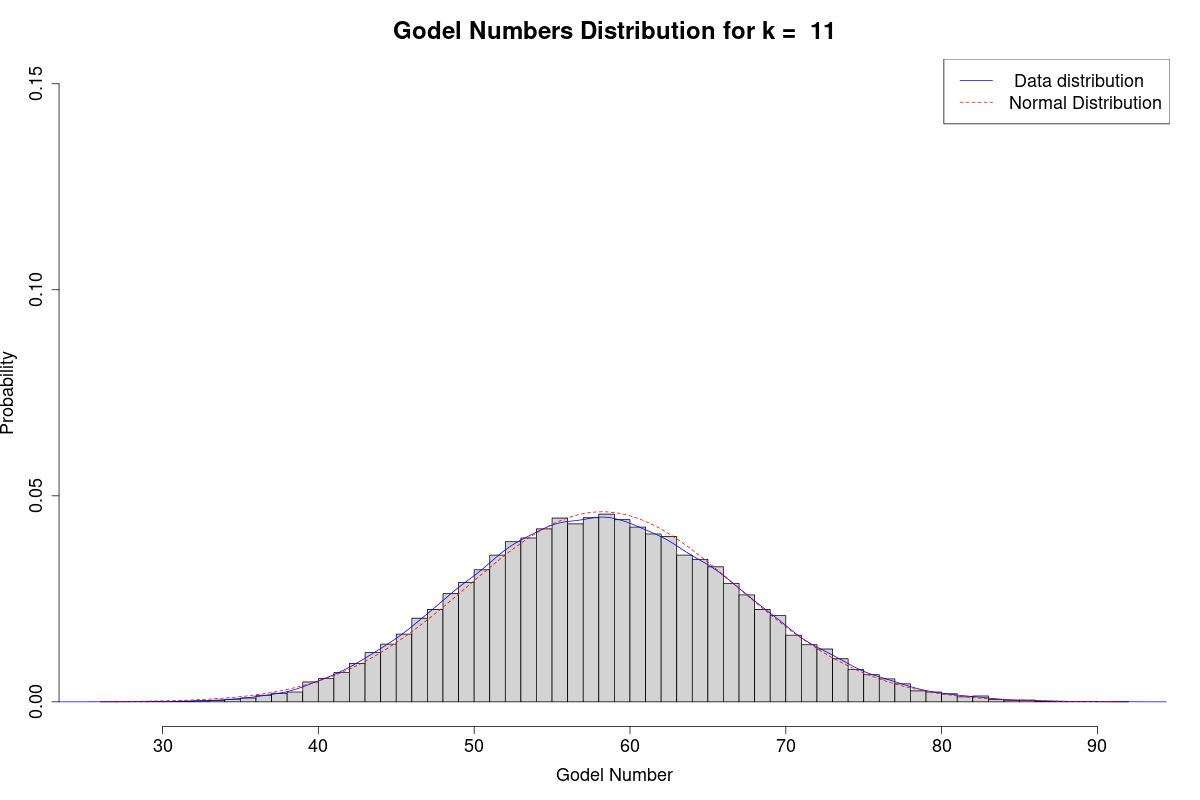 Godel Numbers Distribution for k =  11
Data distribution
Normal Distribution
Probability
0.15
0.10
0.05
0.00
30 40 50 60 70 80 90
Godel Number